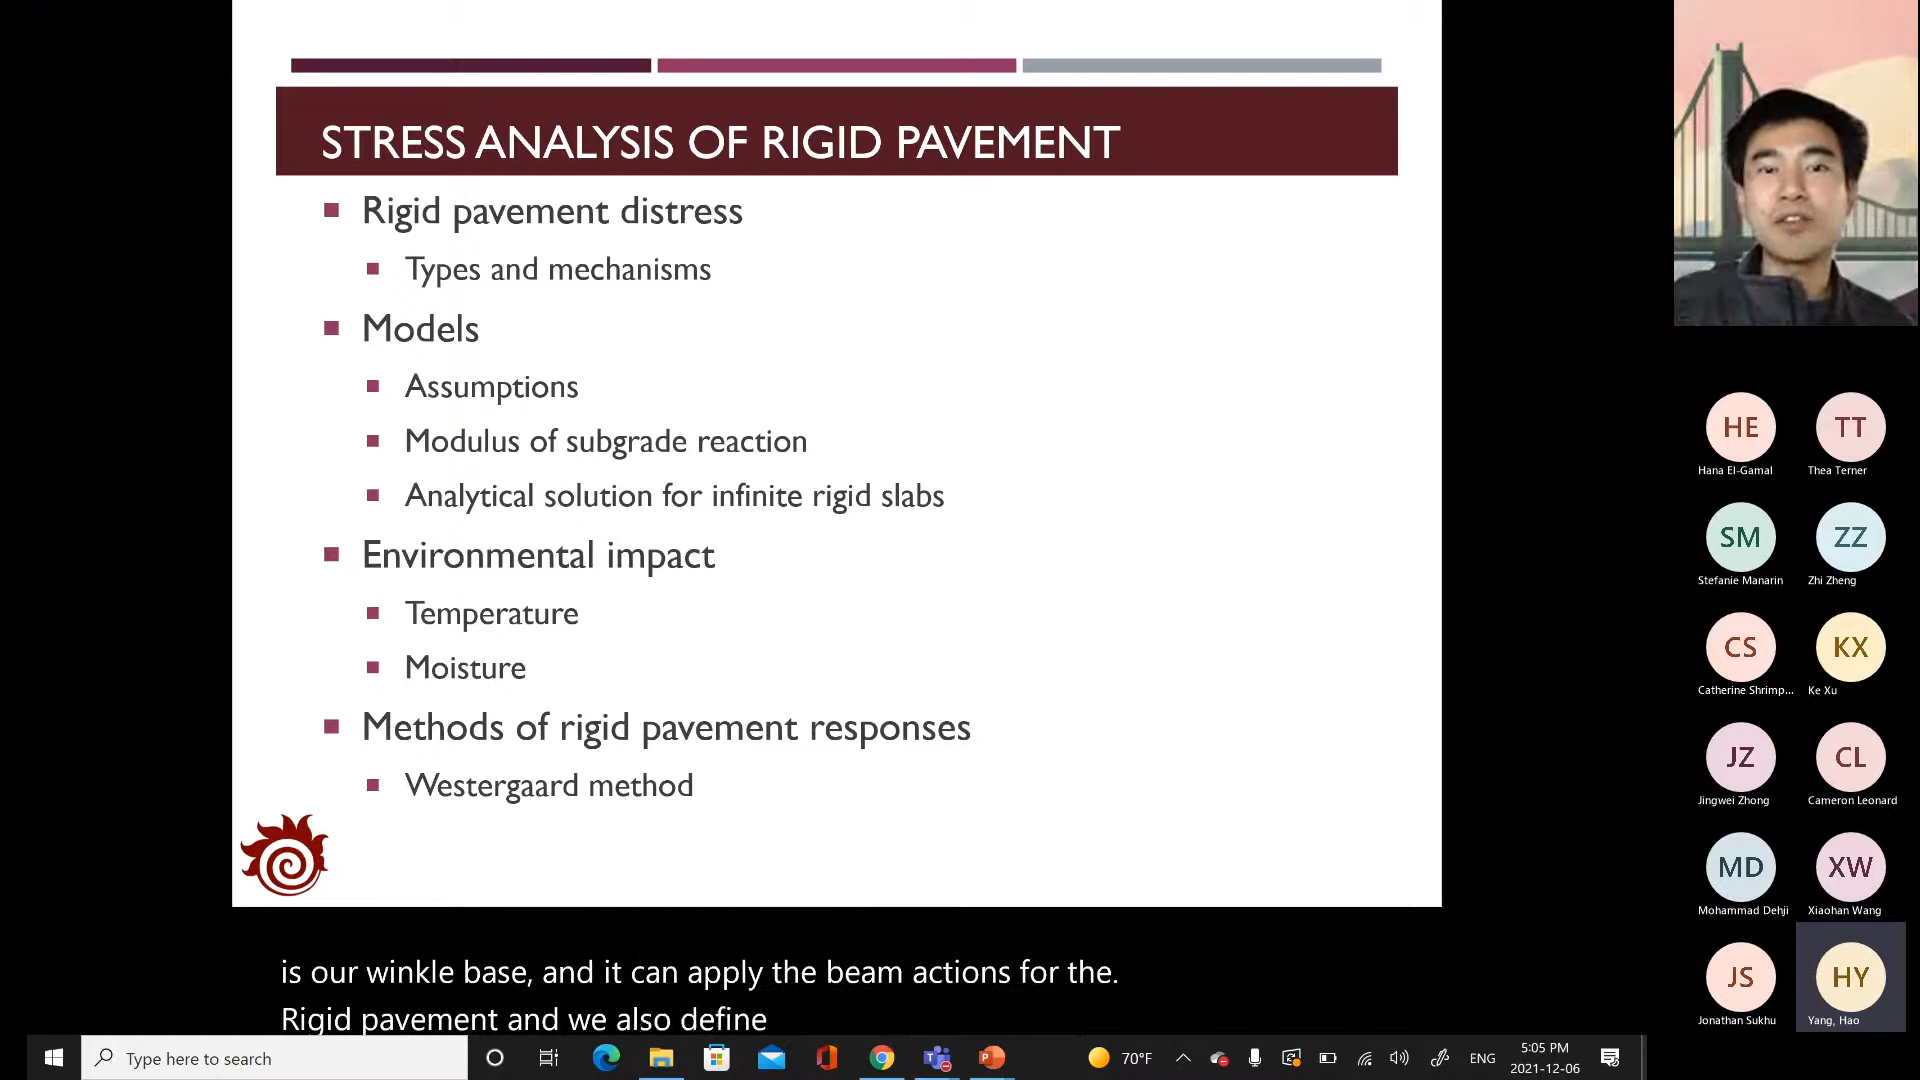 STRESS ANALYSIS OF RIGID PAVEMENT
Rigid pavement distress
Types and mechanisms
Models
Assumptions
Modulus of subgrade reaction
Analytical solution for infinite rigid slabs
Environmental impact
Temperature
Moisture
Methods of rigid pavement responses
Westergaard method
is our winkle base, and it can apply the beam actions for the.
Rigid pavement and we also define
HE
Hana El-Gamal
TT
Thea Terner
SM
Stefanie Manarin
ZZ
Zhi Zheng
CS
Catherine Shrimp...
KX
Ke Xu
JZ
Jingwei Zhong
CL
Cameron Leonard
MD
Mohammad Dehji
XW
Xiaohan Wang
JS
Jonathan Sukhu
HY
Yang, Hao
Type here to search
70°F
ENG
5:05 PM
2021-12-06